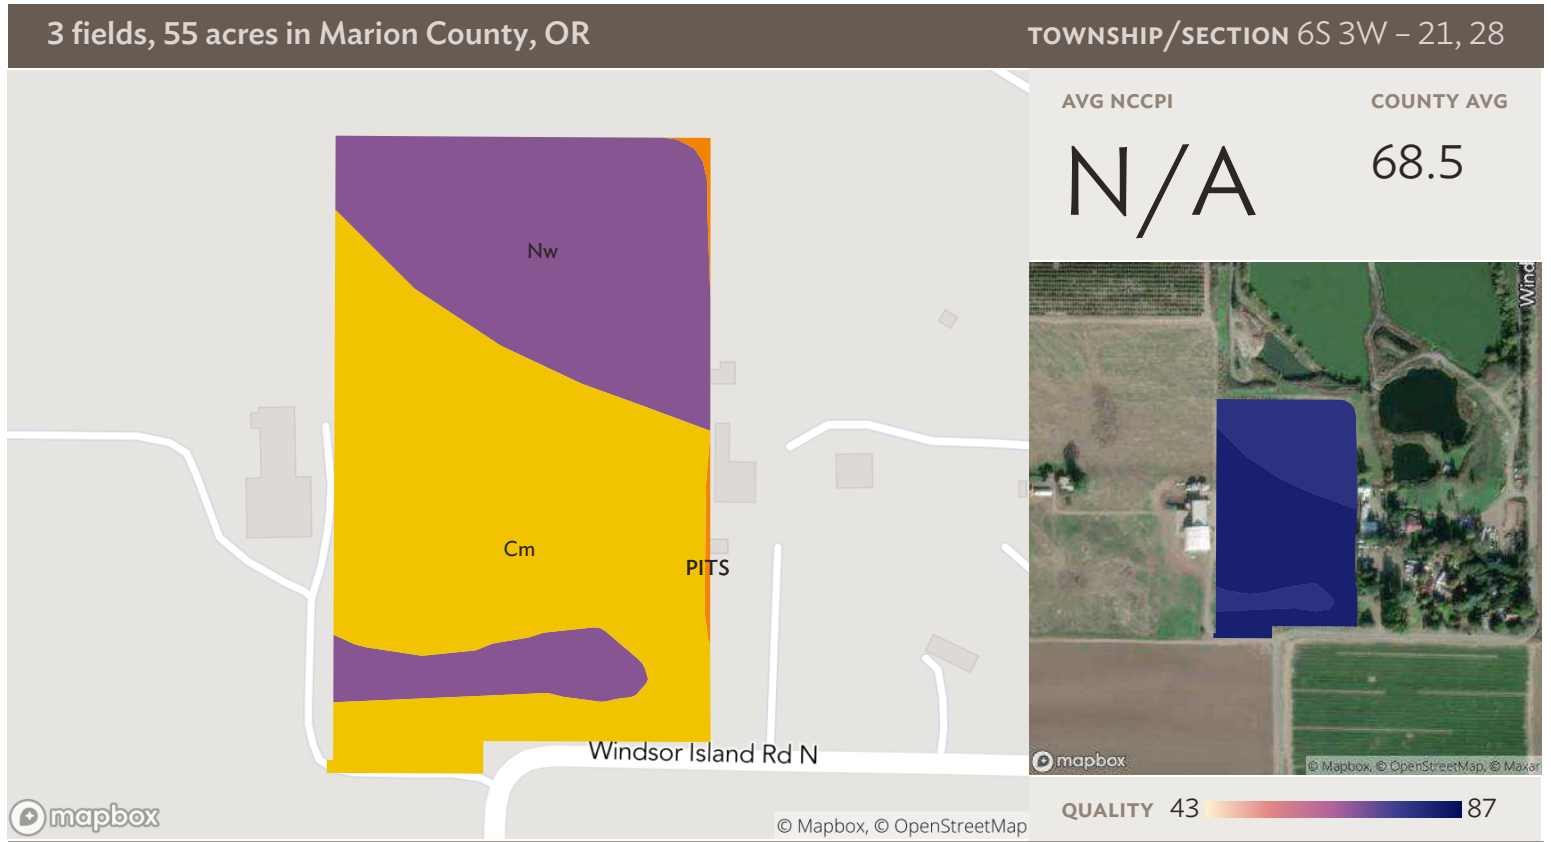 3 fields, 55 acres in Marion County, OR
TOWNSHIP/SECTION 6S 3W – 21, 28
AVG NCCPI
N/A
COUNTY AVG
68.5
Nw
Cm
PITS
Windsor Island Rd N
mapbox
© Mapbox, © OpenStreetMap
Wind
mapbox
© Mapbox, © OpenStreetMap, © Maxar
QUALITY 43 87